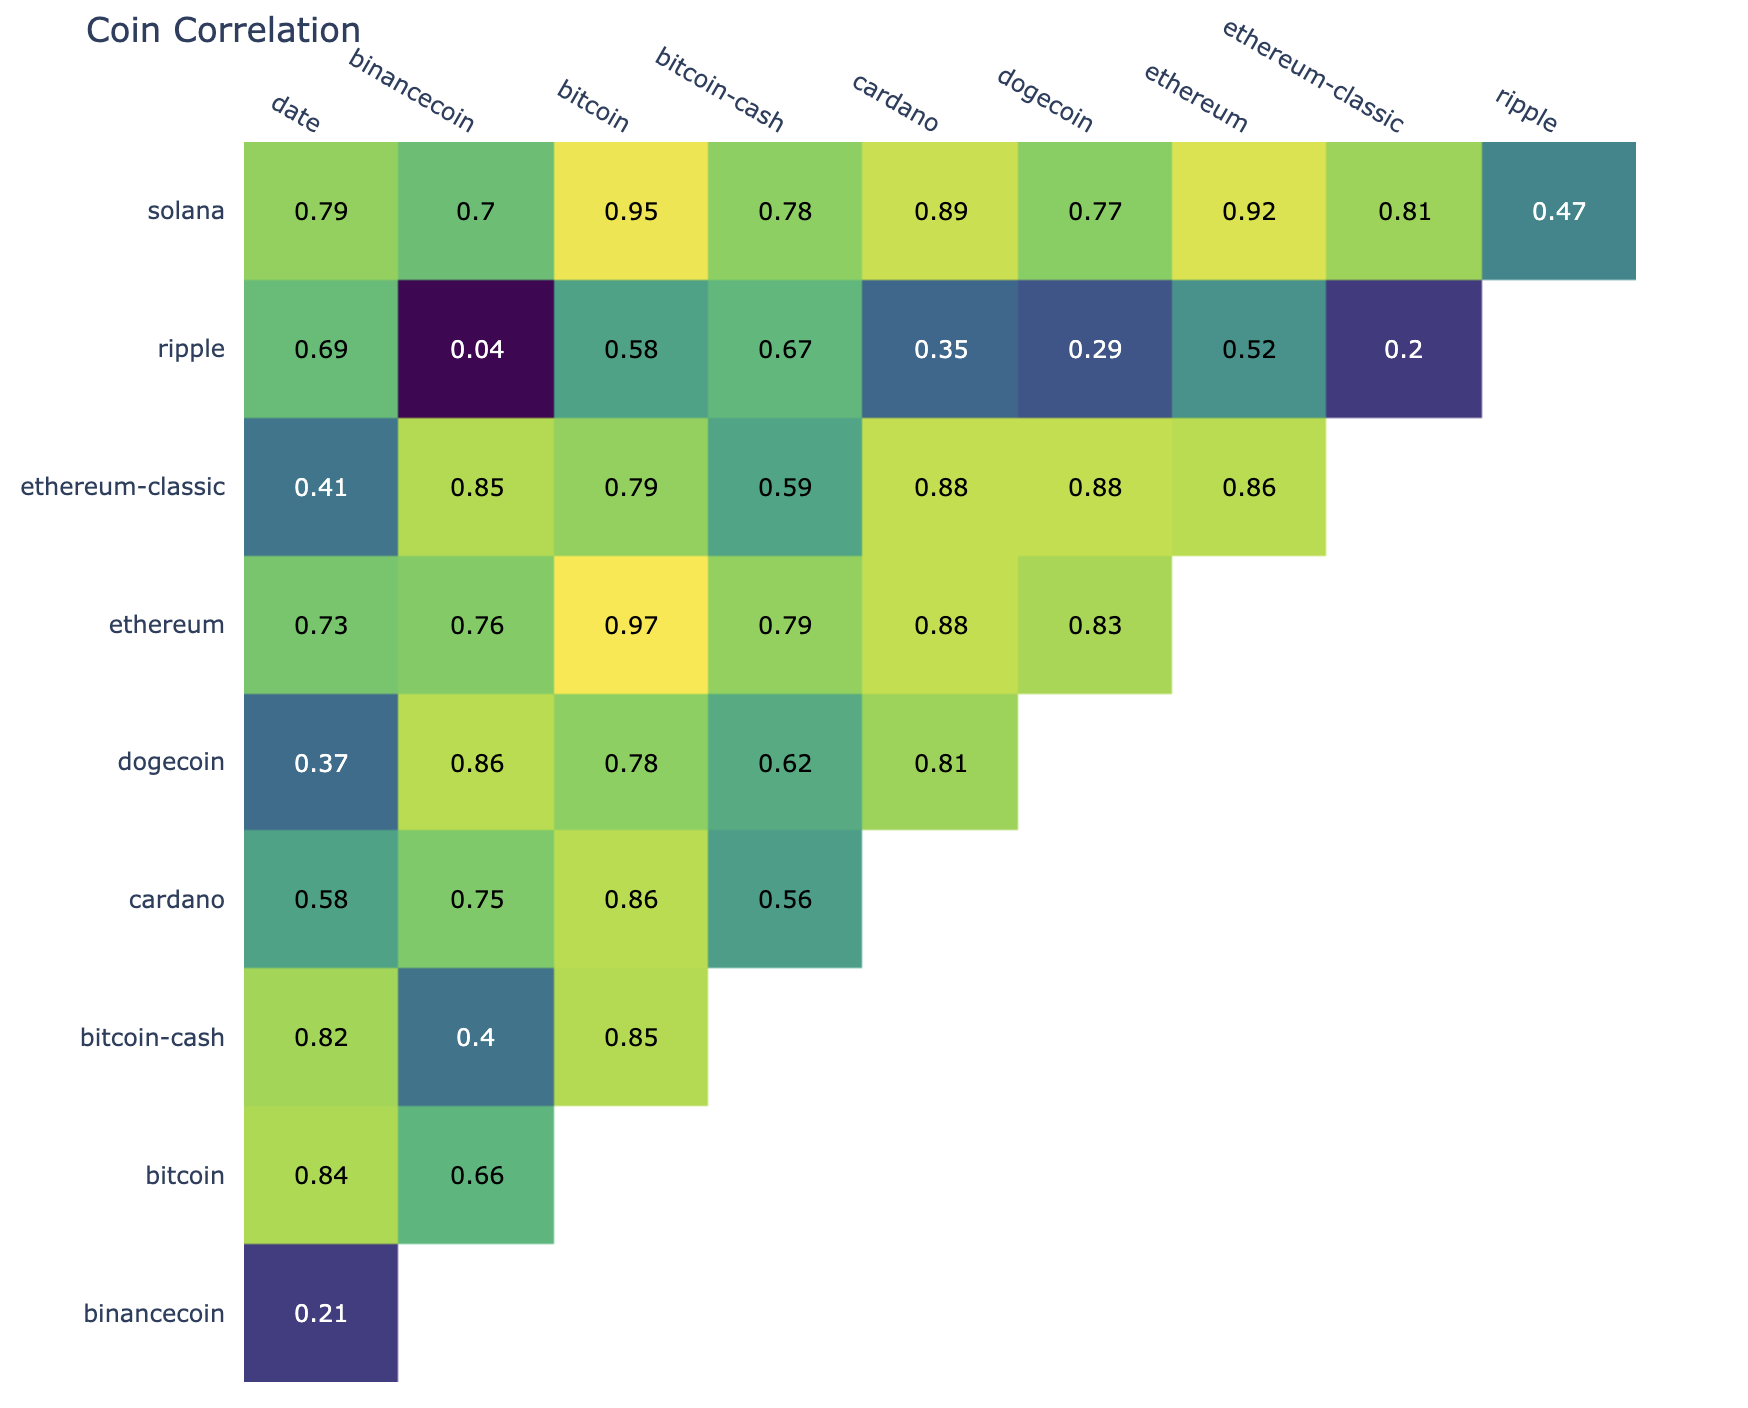 Coin Correlation
date binancecoin bitcoin bitcoin-cash cardano dogecoin ethereum ethereum-classic ripple
solana 0.79 0.7 0.95 0.78 0.89 0.77 0.92 0.81 0.47
ripple 0.69 0.04 0.58 0.67 0.35 0.29 0.52 0.2
ethereum-classic 0.41 0.85 0.79 0.59 0.88 0.88 0.86
ethereum 0.73 0.76 0.97 0.79 0.88 0.83
dogecoin 0.37 0.86 0.78 0.62 0.81
cardano 0.58 0.75 0.86 0.56
bitcoin-cash 0.82 0.4 0.85
bitcoin 0.84 0.66
binancecoin 0.21